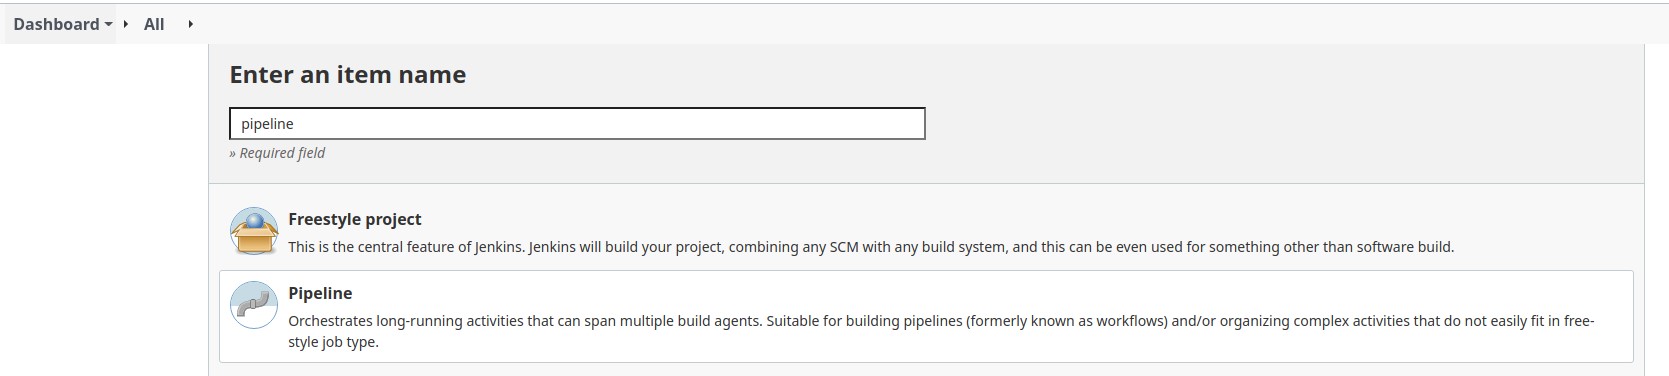 Dashboard All
Enter an item name
pipeline
» Required field
Freestyle project
This is the central feature of Jenkins. Jenkins will build your project, combining any SCM with any build system, and this can be even used for something other than software build.
Pipeline
Orchestrates long-running activities that can span multiple build agents. Suitable for building pipelines (formerly known as workflows) and/or organizing complex activities that do not easily fit in free-
style job type.